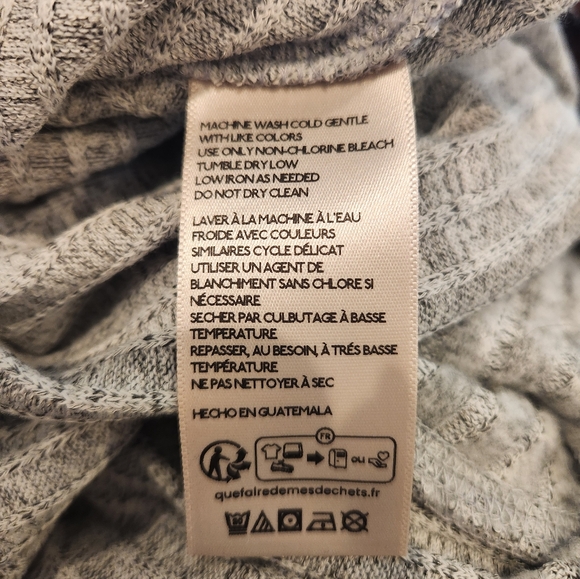 MACHINE WASH COLD GENTLE
WITH LIKE COLORS
USE ONLY NON-CHLORINE BLEACH
TUMBLE DRY LOW
LOW IRON AS NEEDED
DO NOT DRY CLEAN
LAVER À LA MACHINE À L'EAU
FROIDE AVEC COULEURS
SIMILAIRES CYCLE DÉLICAT
UTILISER UN AGENT DE
BLANCHIMENT SANS CHLORE SI
NÉCESSAIRE
SECHER PAR CULBUTAGE À BASSE
TEMPERATURE
REPASSER, AU BESOIN, À TRÉS BASSE
TEMPÉRATURE
NE PAS NETTOYER À SEC
HECHO EN GUATEMALA
FR
ou
quefairedemesdechets.fr